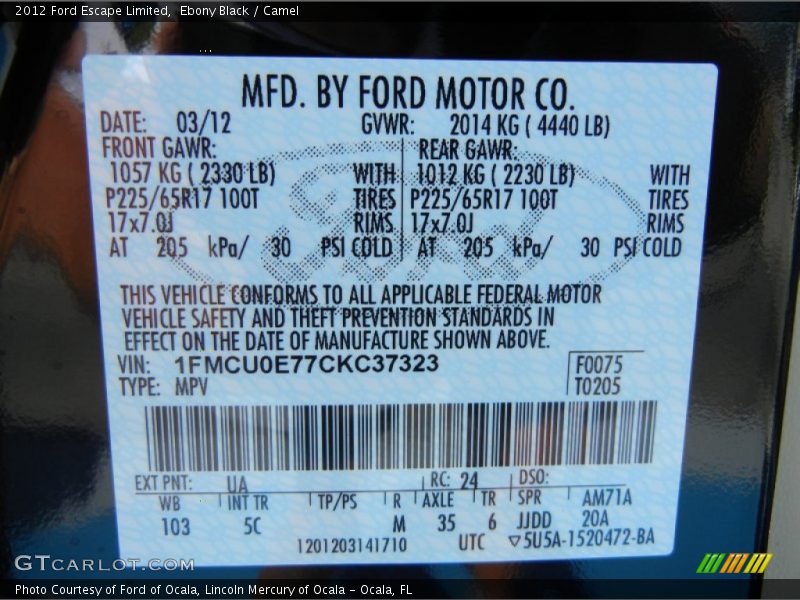 2012 Ford Escape Limited, Ebony Black / Camel
MFD. BY FORD MOTOR CO.
DATE: 03/12 GVWR: 2014 KG ( 4440 LB)
FRONT GAWR: REAR GAWR:
1057 KG ( 2330 LB) WITH 1012 KG ( 2230 LB) WITH
P225/65R17 100T TIRES P225/65R17 100T TIRES
17x7.0J RIMS 17x7.0J RIMS
AT 205 kPa/ 30 PSI COLD AT 205 kPa/ 30 PSI COLD
THIS VEHICLE CONFORMS TO ALL APPLICABLE FEDERAL MOTOR
VEHICLE SAFETY AND THEFT PREVENTION STANDARDS IN
EFFECT ON THE DATE OF MANUFACTURE SHOWN ABOVE.
VIN: 1FMCU0E77CKC37323 F0075
TYPE: MPV T0205
EXT PNT: UA RC: 24 DSO:
WB INT TR TP/PS R AXLE TR SPR AM71A
103 5C M 35 6 JJDD 20A
1201203141710 UTC ▽5U5A-1520472-BA
GTCARLOT.COM
Photo Courtesy of Ford of Ocala, Lincoln Mercury of Ocala - Ocala, FL